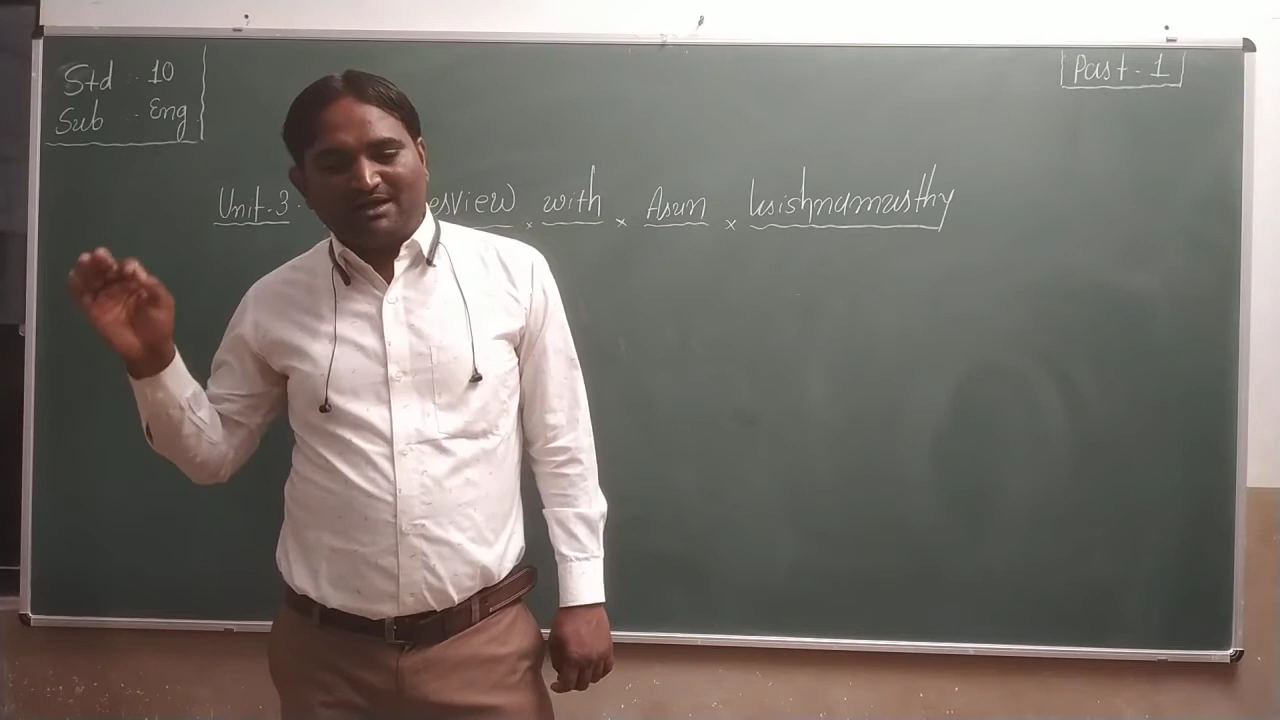 Std : 10
Sub : Eng
Part - 1
Unit - 3. erview × with × Arun × krishnamurthy